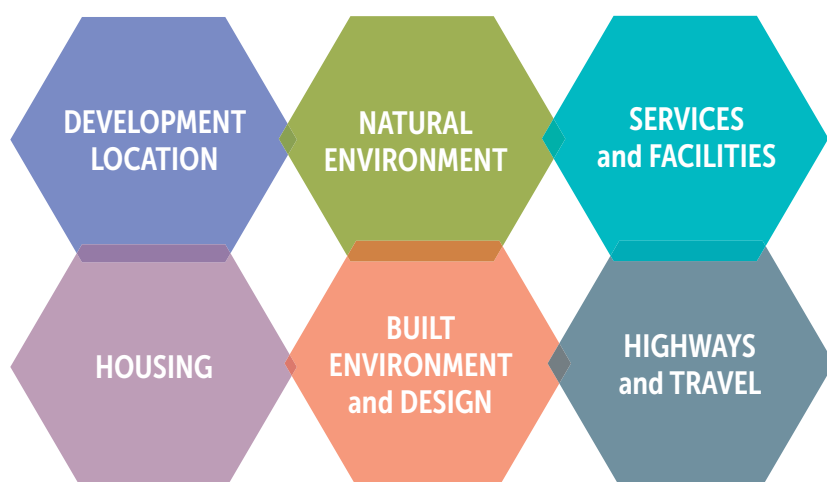 DEVELOPMENT
LOCATION
NATURAL
ENVIRONMENT
SERVICES
and FACILITIES
HOUSING
BUILT
ENVIRONMENT
and DESIGN
HIGHWAYS
and TRAVEL